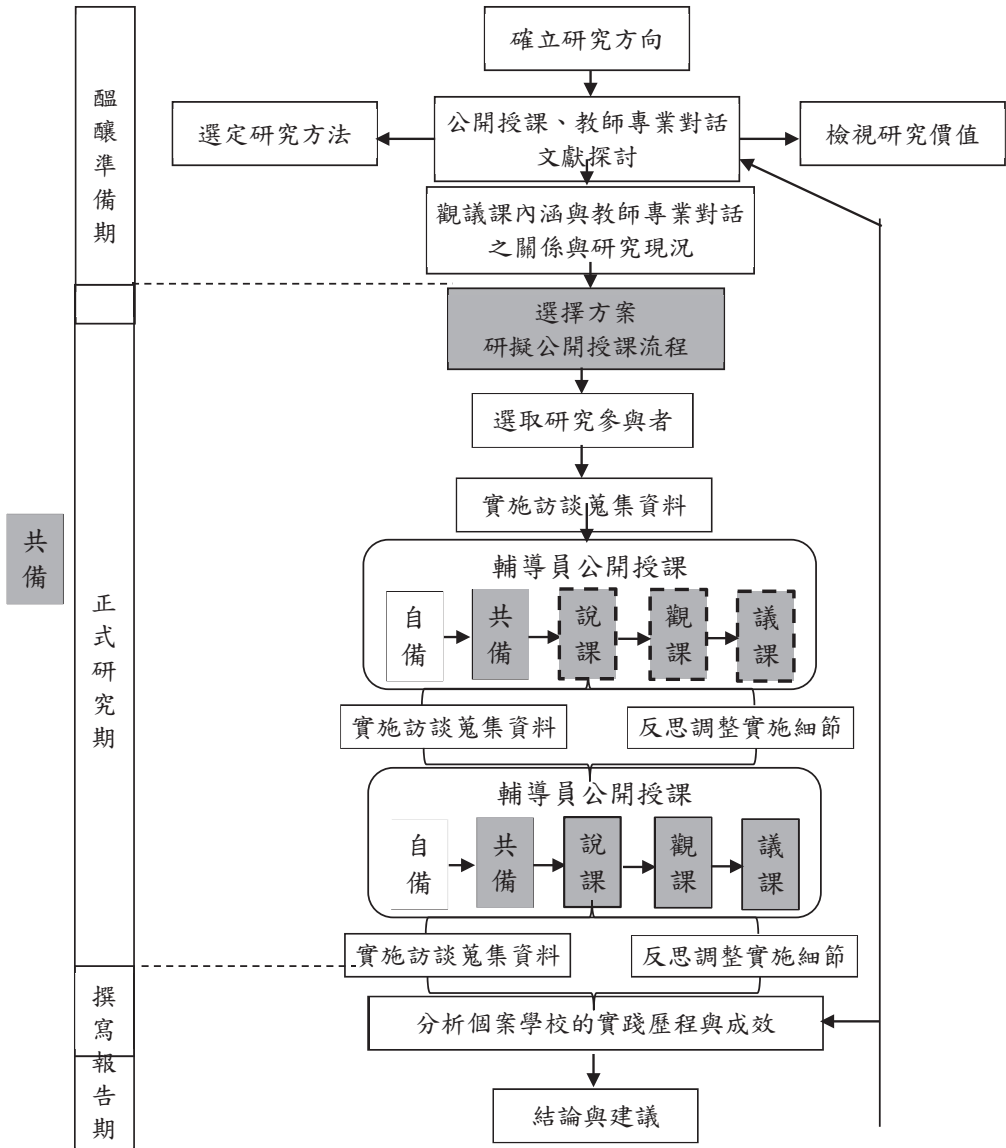 醞釀準備期
共備
正式研究期
撰寫報告期
確立研究方向
選定研究方法
公開授課、教師專業對話
文獻探討
檢視研究價值
觀議課內涵與教師專業對話
之關係與研究現況
選擇方案
研擬公開授課流程
選取研究參與者
實施訪談蒐集資料
輔導員公開授課
自備
共備
說課
觀課
議課
實施訪談蒐集資料
反思調整實施細節
輔導員公開授課
自備
共備
說課
觀課
議課
實施訪談蒐集資料
反思調整實施細節
分析個案學校的實踐歷程與成效
結論與建議